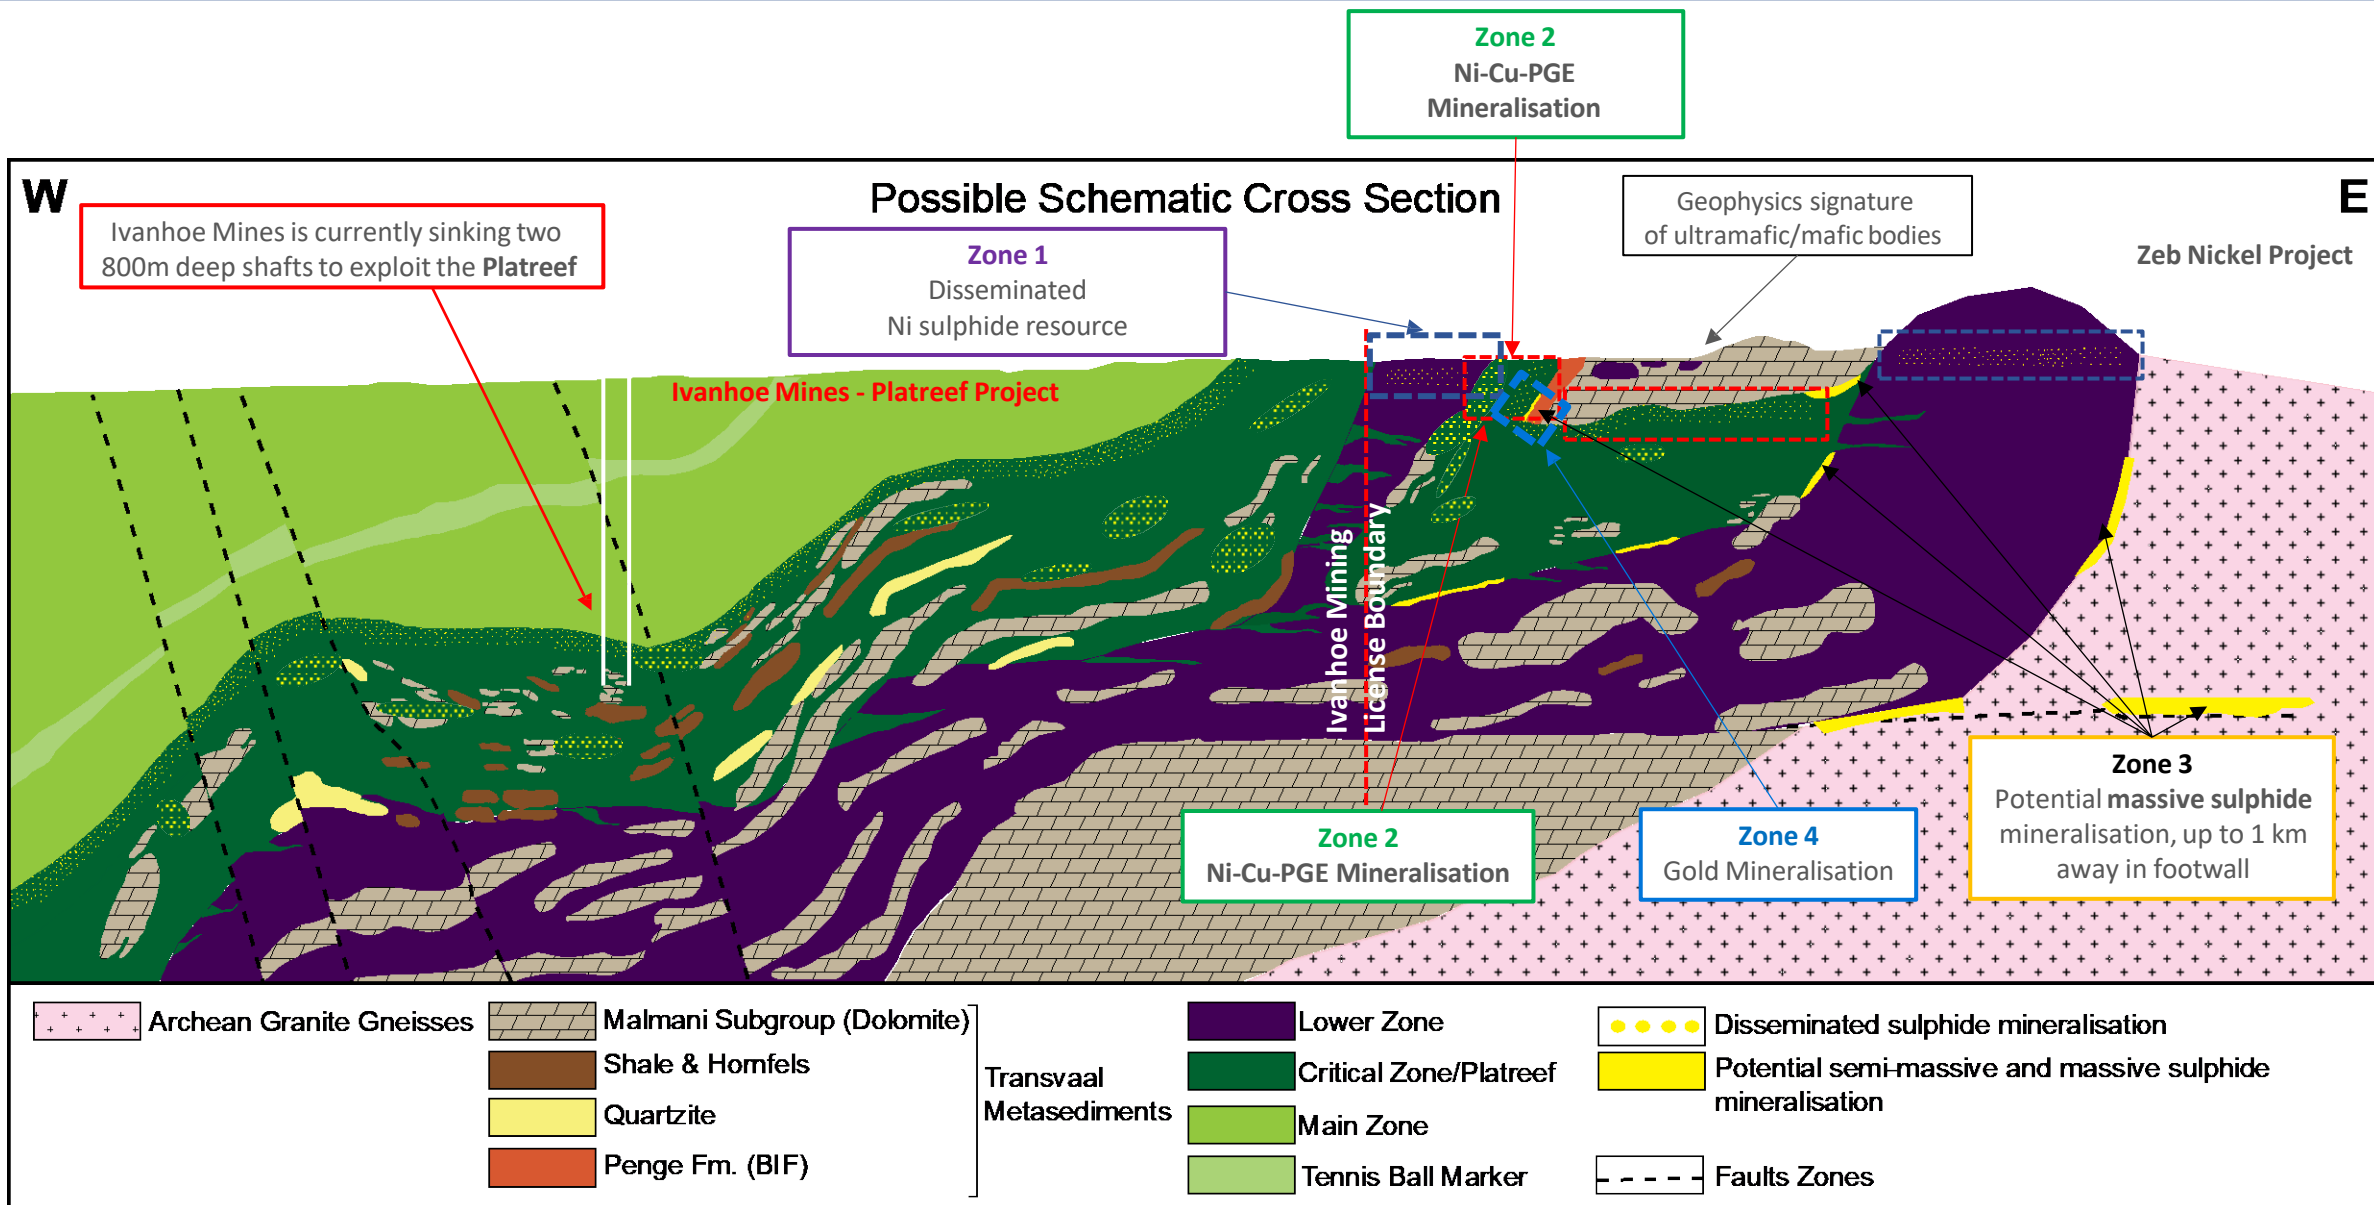 Zone 2
Ni-Cu-PGE
Mineralisation
W
Possible Schematic Cross Section
E
Ivanhoe Mines is currently sinking two
800m deep shafts to exploit the Platreef
Zone 1
Disseminated
Ni sulphide resource
Geophysics signature
of ultramafic/mafic bodies
Zeb Nickel Project
Ivanhoe Mines - Platreef Project
Ivanhoe Mining
License Boundary
Zone 2
Ni-Cu-PGE Mineralisation
Zone 4
Gold Mineralisation
Zone 3
Potential massive sulphide
mineralisation, up to 1 km
away in footwall
Archean Granite Gneisses
Malmani Subgroup (Dolomite)
Shale & Hornfels
Quartzite
Penge Fm. (BIF)
Transvaal
Metasediments
Lower Zone
Critical Zone/Platreef
Main Zone
Tennis Ball Marker
Disseminated sulphide mineralisation
Potential semi-massive and massive sulphide
mineralisation
Faults Zones